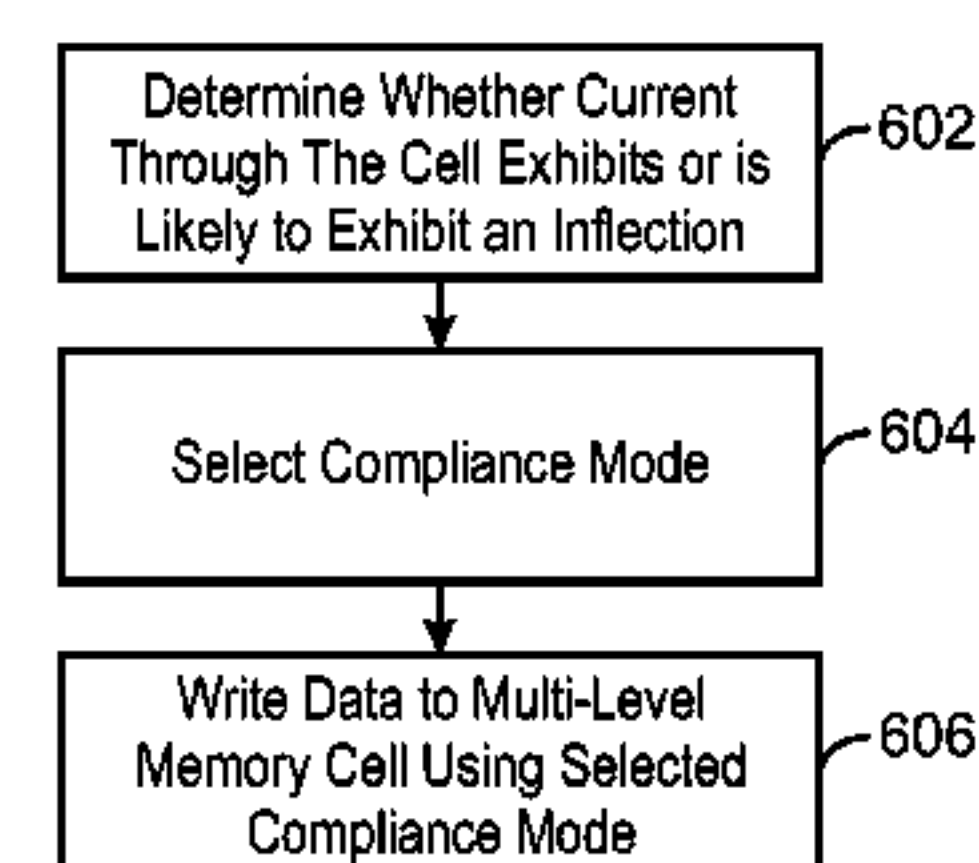 Determine Whether Current
Through The Cell Exhibits or is
Likely to Exhibit an Inflection
602
Select Compliance Mode
604
Write Data to Multi-Level
Memory Cell Using Selected
Compliance Mode
606